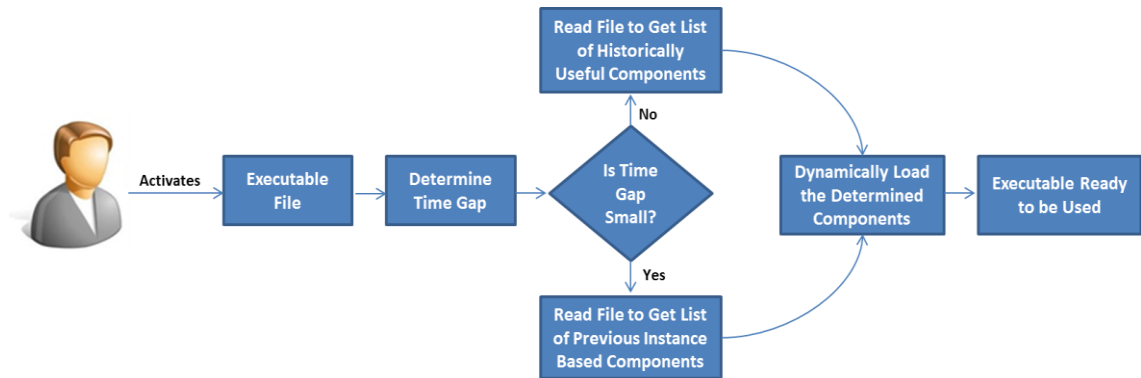 Activates
Executable
File
Determine
Time Gap
Is Time
Gap
Small?
No
Read File to Get List
of Historically
Useful Components
Yes
Read File to Get List
of Previous Instance
Based Components
Dynamically Load
the Determined
Components
Executable Ready
to be Used